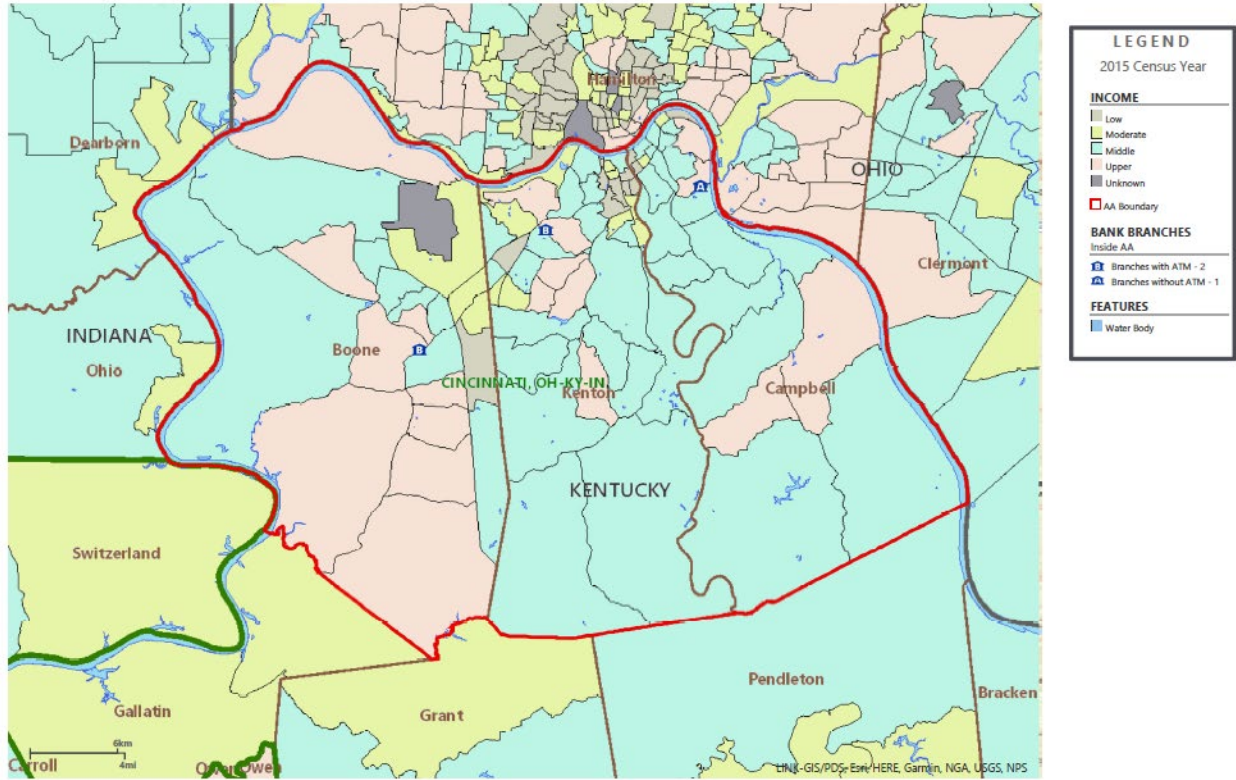 Hamilton
Dearborn
OHIO
Clermont
INDIANA
Ohio
Boone
CINCINNATI, OH-KY-IN
Kenton
Campbell
KENTUCKY
Switzerland
Pendleton
Bracken
Gallatin
Grant
6km
4mi
Carroll
Owen
Owen
LINK-GIS/PDS, Esri, HERE, Garmin, NGA, USGS, NPS
LEGEND
2015 Census Year
INCOME
Low
Moderate
Middle
Upper
Unknown
AA Boundary
BANK BRANCHES
Inside AA
B Branches with ATM - 2
A Branches without ATM - 1
FEATURES
Water Body
A
B
B